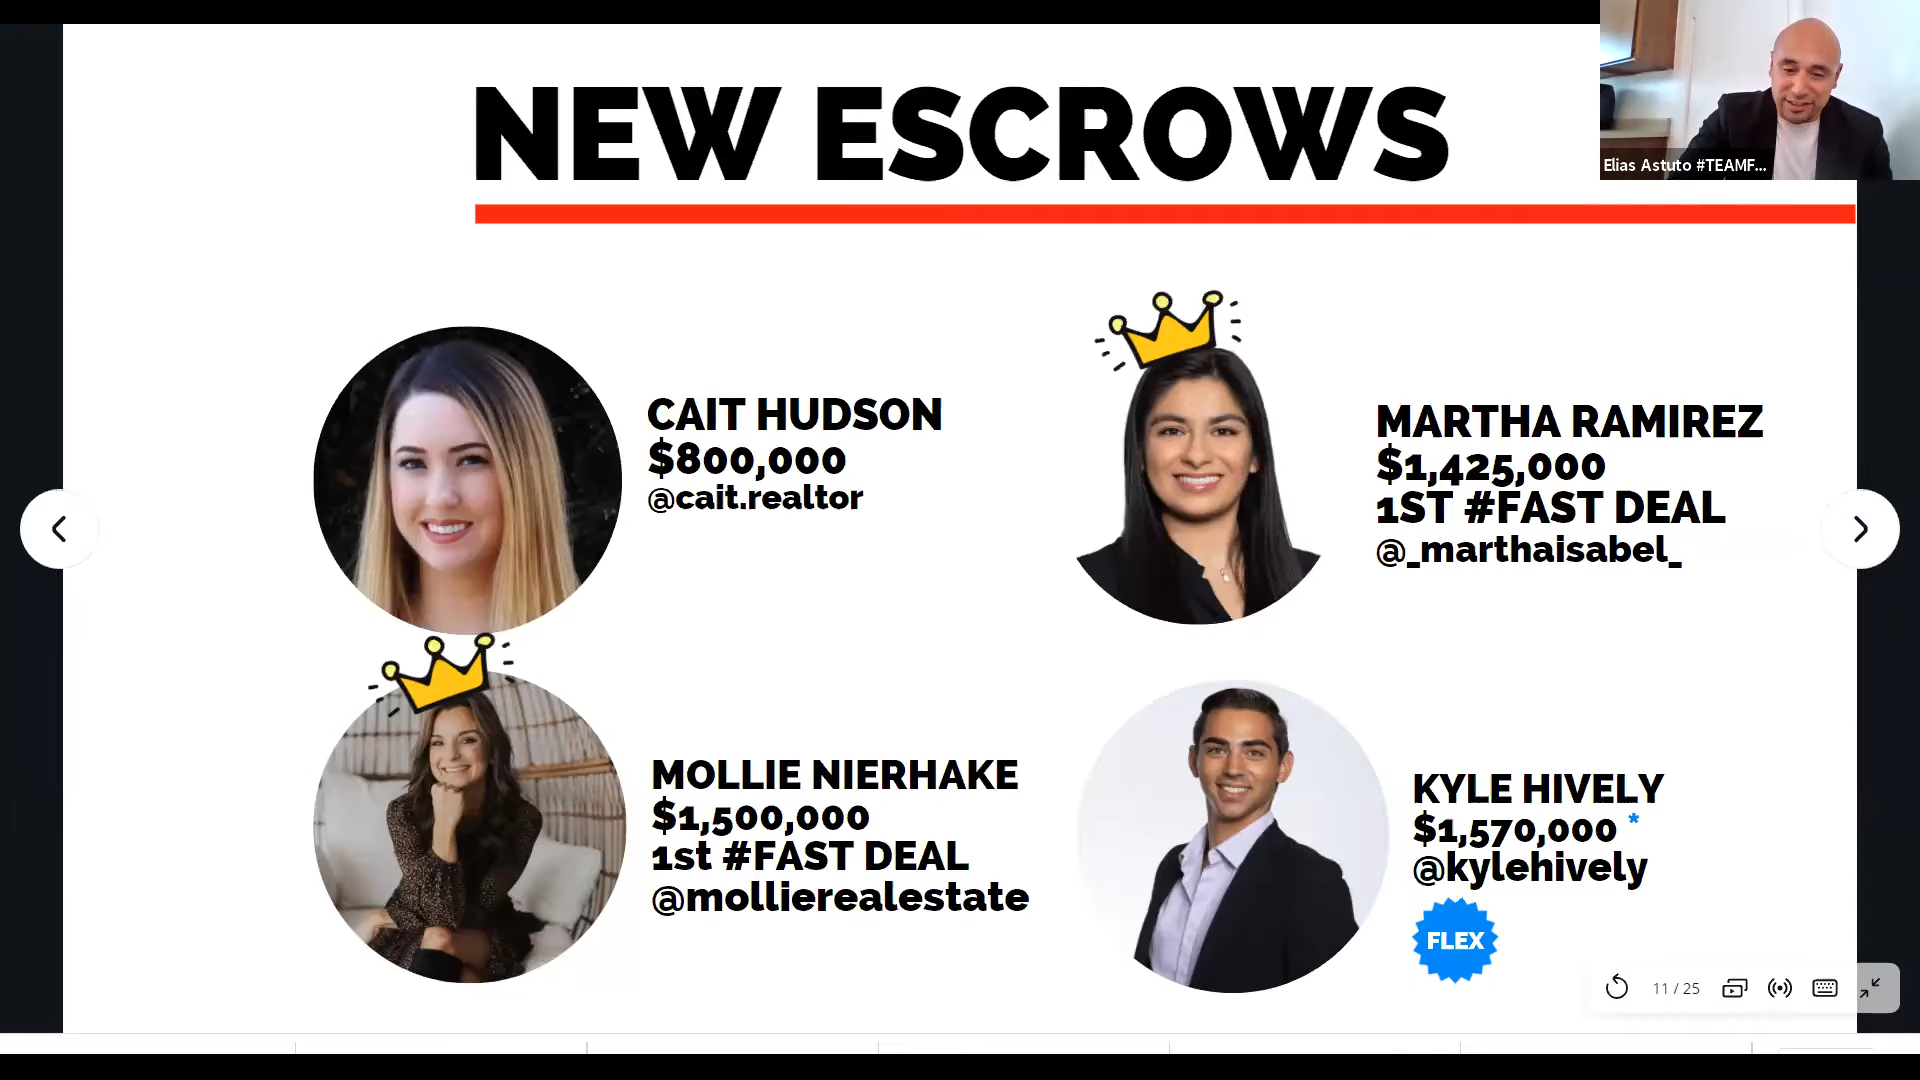 NEW ESCROWS
Elias Astuto #TEAMF...
CAIT HUDSON
$800,000
@cait.realtor
MARTHA RAMIREZ
$1,425,000
1ST #FAST DEAL
@_marthaisabel_
MOLLIE NIERHAKE
$1,500,000
1st #FAST DEAL
@mollierealestate
KYLE HIVELY
$1,570,000 *
@kylehively
FLEX
11 / 25